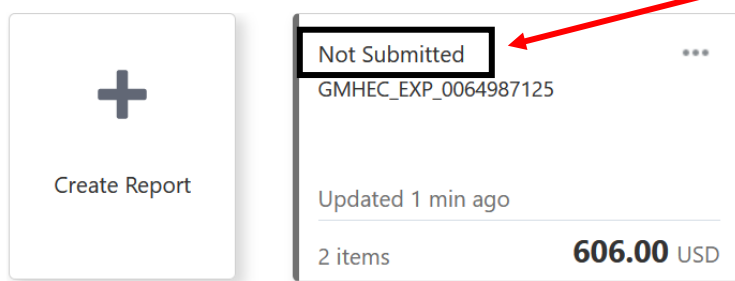 Create Report
Not Submitted
GMHEC_EXP_0064987125
Updated 1 min ago
2 items
606.00 USD